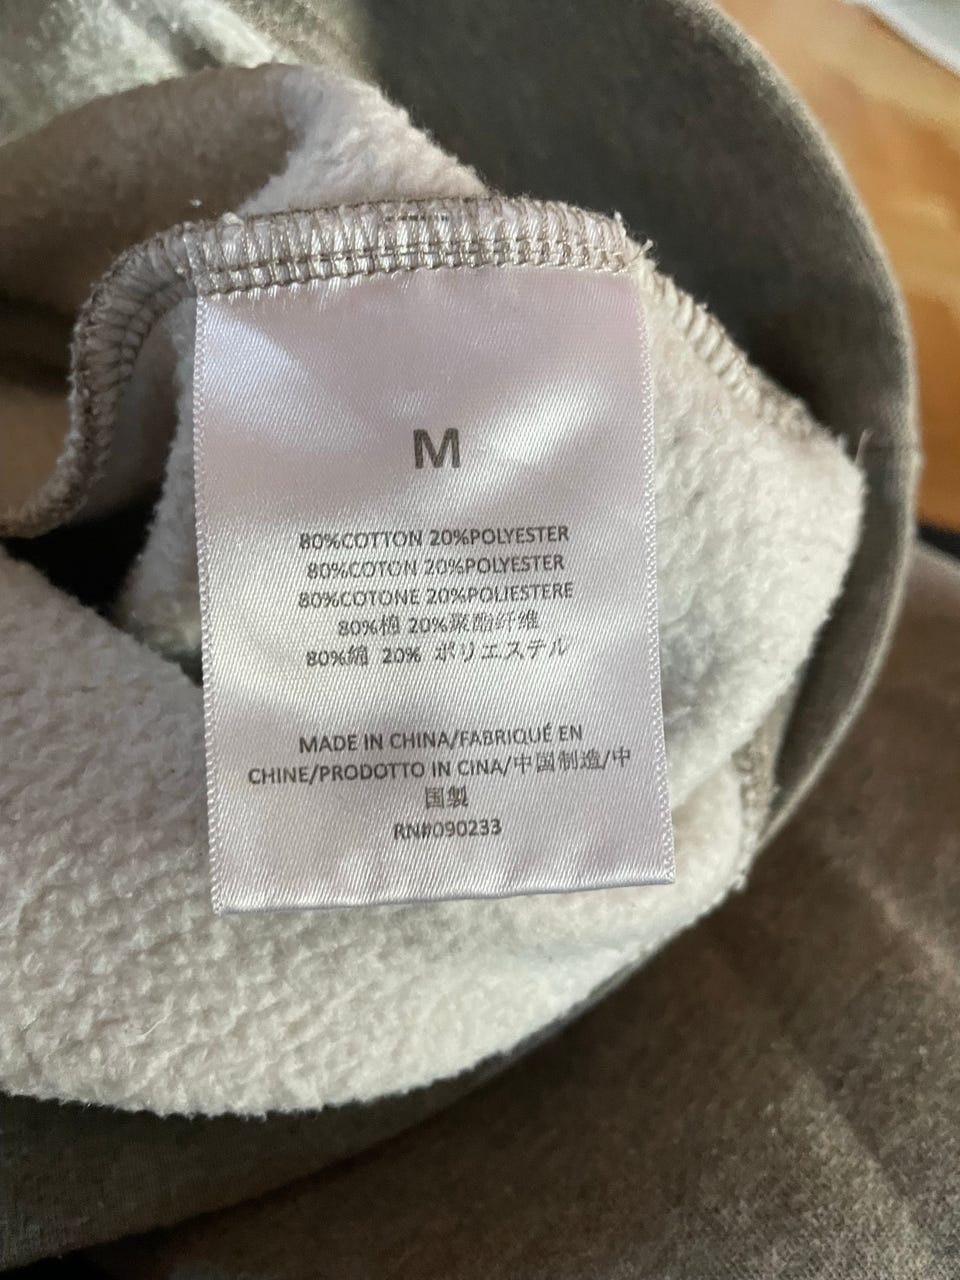 M
80%COTTON 20%POLYESTER
80%COTON 20%POLYESTER
80%COTONE 20%POLIESTERE
80%棉 20%聚酯纤维
80%綿 20% ポリエステル
MADE IN CHINA/FABRIQUÉ EN
CHINE/PRODOTTO IN CINA/中国制造/中
国製
RN#090233